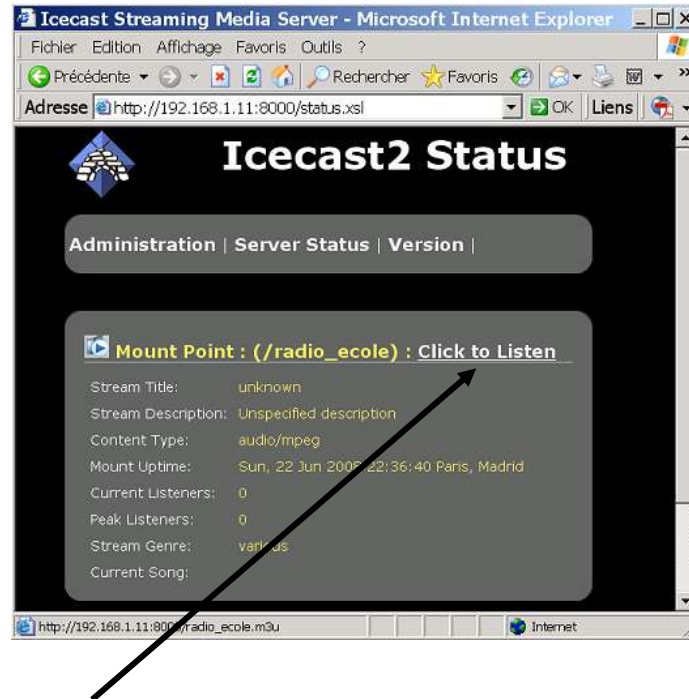 Icecast Streaming Media Server - Microsoft Internet Explorer
Fichier Edition Affichage Favoris Outils ?
Précédente Rechercher Favoris »
Adresse http://192.168.1.11:8000/status.xsl OK Liens
Icecast2 Status
Administration | Server Status | Version |
Mount Point : (/radio_ecole) : Click to Listen
Stream Title: unknown
Stream Description: Unspecified description
Content Type: audio/mpeg
Mount Uptime: Sun, 22 Jun 2008 22:36:40 Paris, Madrid
Current Listeners: 0
Peak Listeners: 0
Stream Genre: various
Current Song:
http://192.168.1.11:8000/radio_ecole.m3u Internet